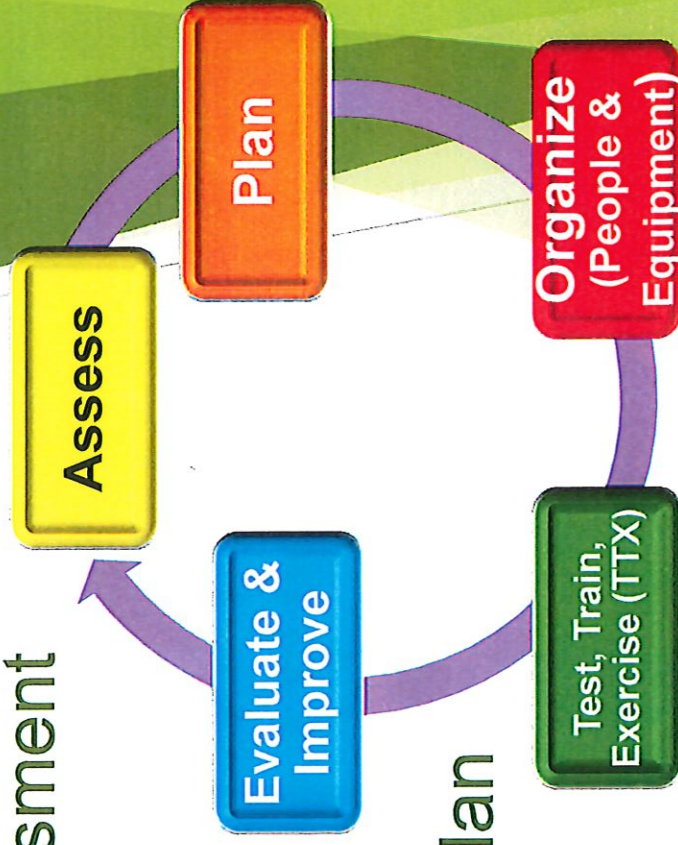 sment
Assess
Evaluate &
Improve
Plan
lan
Test, Train,
Exercise (TTX)
Organize
(People &
Equipment)